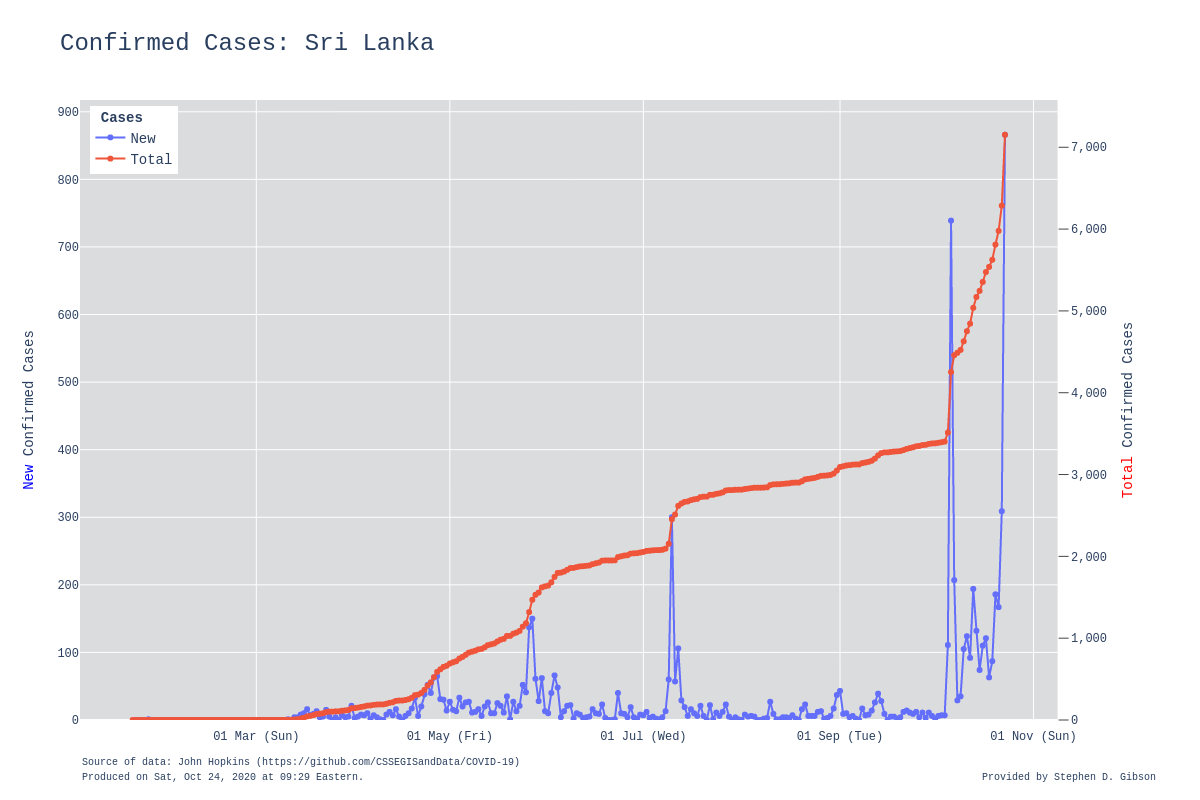 Confirmed Cases: Sri Lanka
Cases
New
Total
900
800
700
600
500
400
300
200
100
0
New Confirmed Cases
7,000
6,000
5,000
4,000
3,000
2,000
1,000
0
Total Confirmed Cases
01 Mar (Sun)
01 May (Fri)
01 Jul (Wed)
01 Sep (Tue)
01 Nov (Sun)
Source of data: John Hopkins (https://github.com/CSSEGISandData/COVID-19)
Produced on Sat, Oct 24, 2020 at 09:29 Eastern.
Provided by Stephen D. Gibson